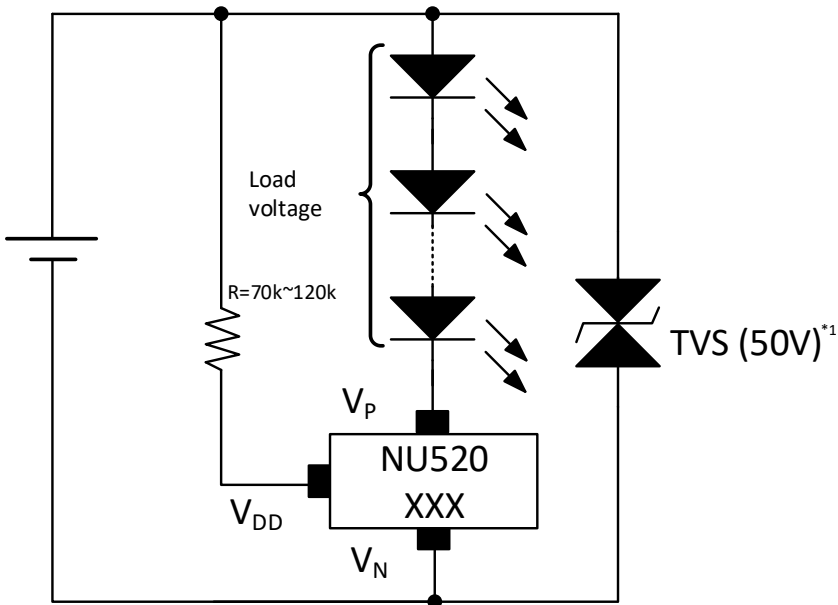 Load
voltage
R=70k~120k
TVS (50V)*1
VP
NU520
XXX
VDD
VN